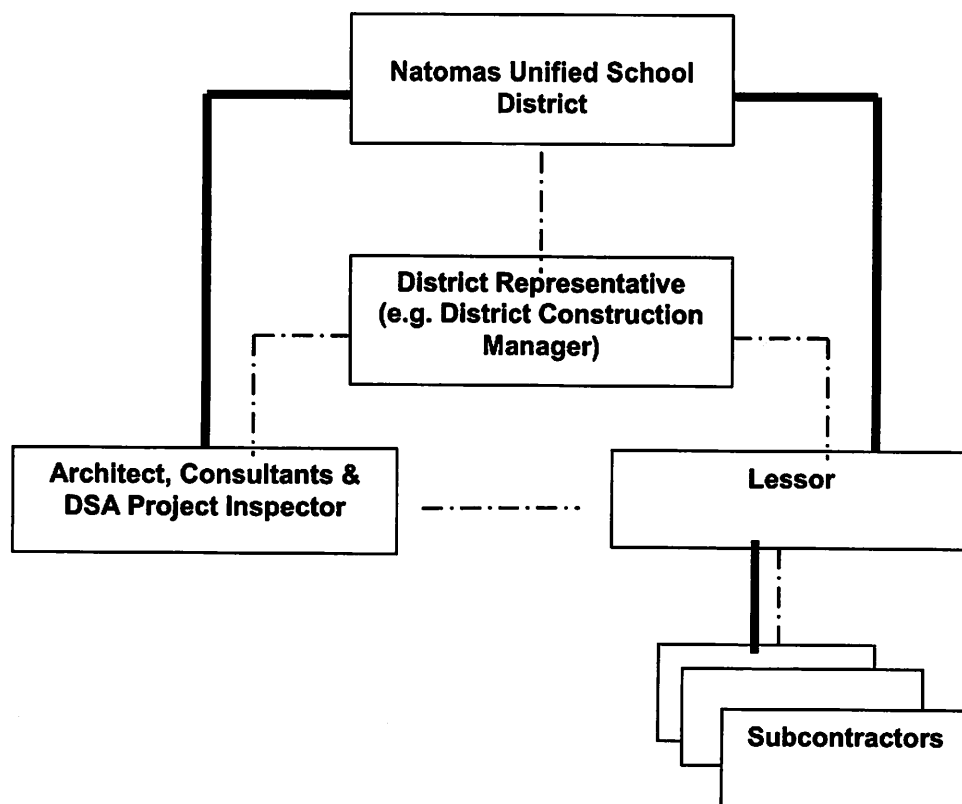 Natomas Unified School
District
District Representative
(e.g. District Construction
Manager)
Architect, Consultants &
DSA Project Inspector
Lessor
Subcontractors